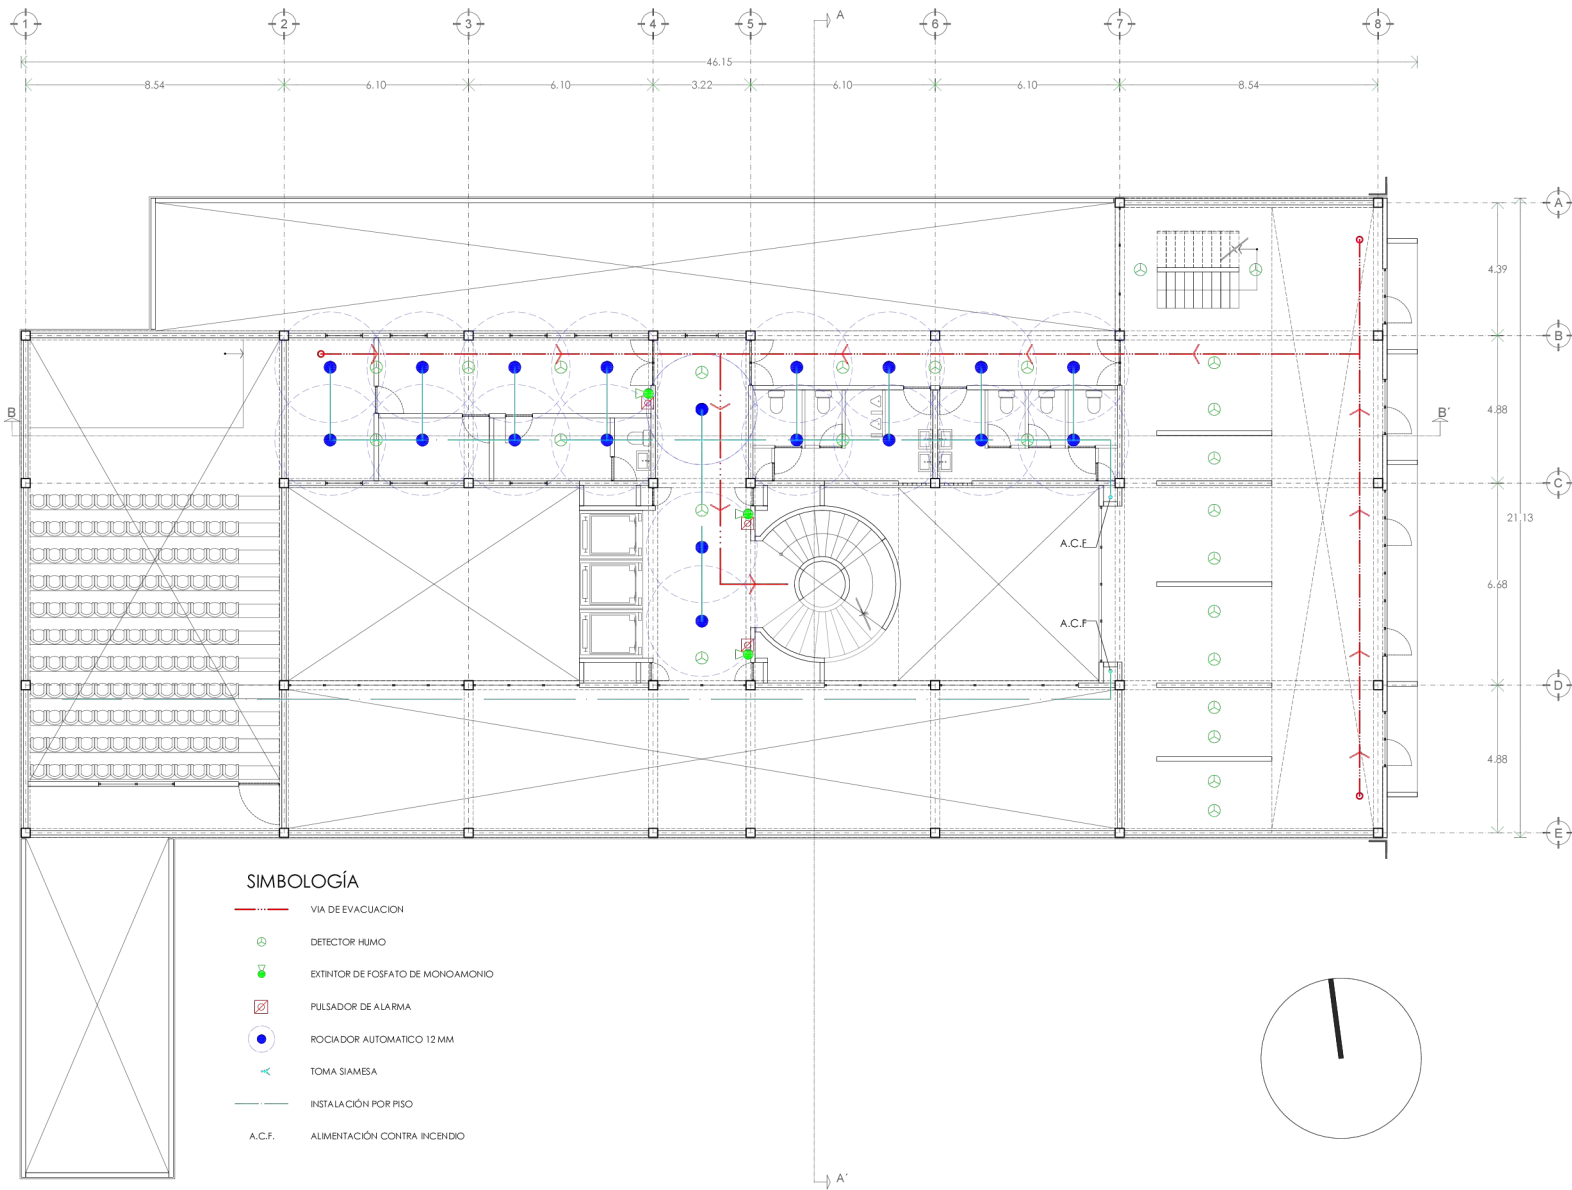 1 2 3 4 5 A 6 7 8
46.15
8.54 6.10 6.10 3.22 6.10 6.10 8.54
A
4.39
B
B B´ 4.88
C
21.13
A.C.F.
6.68
A.C.F
D
4.88
E
SIMBOLOGÍA
VIA DE EVACUACION
DETECTOR HUMO
EXTINTOR DE FOSFATO DE MONOAMONIO
PULSADOR DE ALARMA
ROCIADOR AUTOMATICO 12 MM
TOMA SIAMESA
INSTALACIÓN POR PISO
A.C.F. ALIMENTACIÓN CONTRA INCENDIO
A´